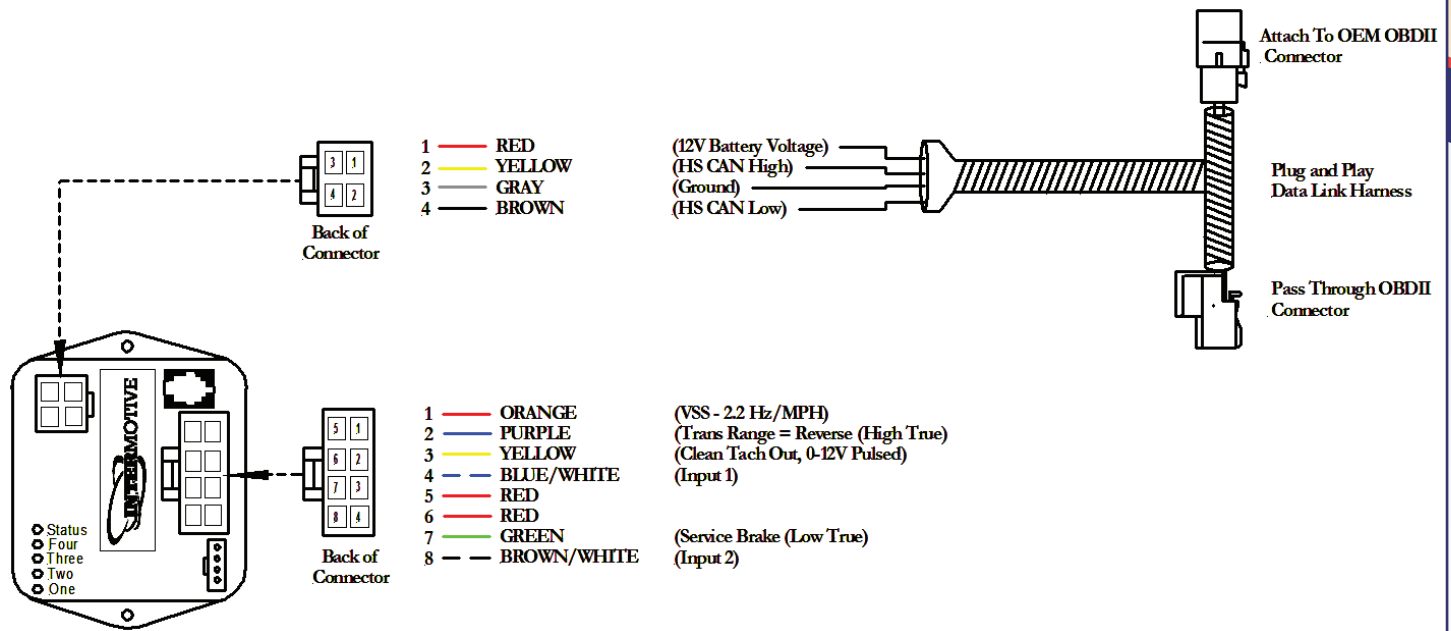 Attach To OEM OBDII
Connector
3 1
4 2
Back of
Connector
1 RED (12V Battery Voltage)
2 YELLOW (HS CAN High)
3 GRAY (Ground)
4 BROWN (HS CAN Low)
Plug and Play
Data Link Harness
Pass Through OBDII
Connector
INTERMOTIVE
Status
Four
Three
Two
One
5 1
6 2
7 3
8 4
Back of
Connector
1 ORANGE (VSS - 2.2 Hz/MPH)
2 PURPLE (Trans Range = Reverse (High True)
3 YELLOW (Clean Tach Out, 0-12V Pulsed)
4 BLUE/WHITE (Input 1)
5 RED
6 RED
7 GREEN (Service Brake (Low True)
8 BROWN/WHITE (Input 2)